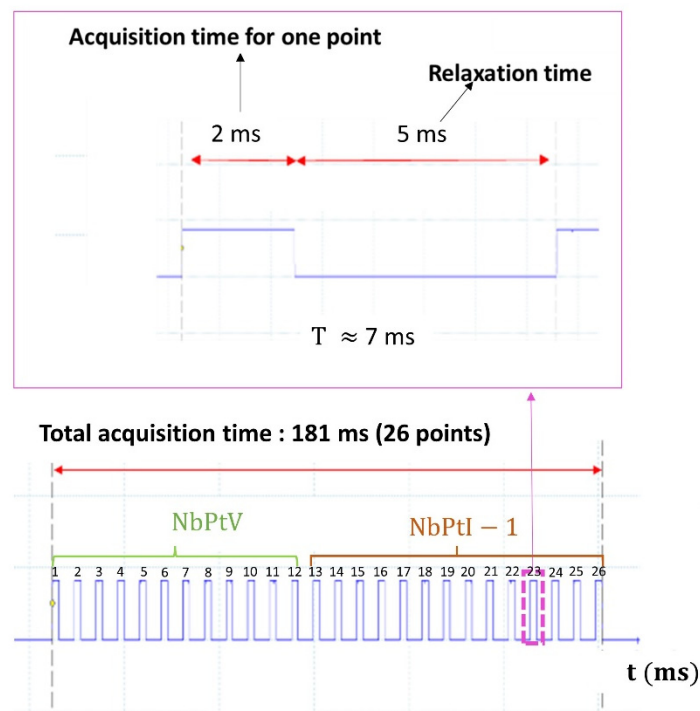 Acquisition time for one point
Relaxation time
2 ms
5 ms
T ≈ 7 ms
Total acquisition time : 181 ms (26 points)
NbPtV
NbPtI − 1
1 2 3 4 5 6 7 8 9 10 11 12 13 14 15 16 17 18 19 20 21 22 23 24 25 26
t (ms)